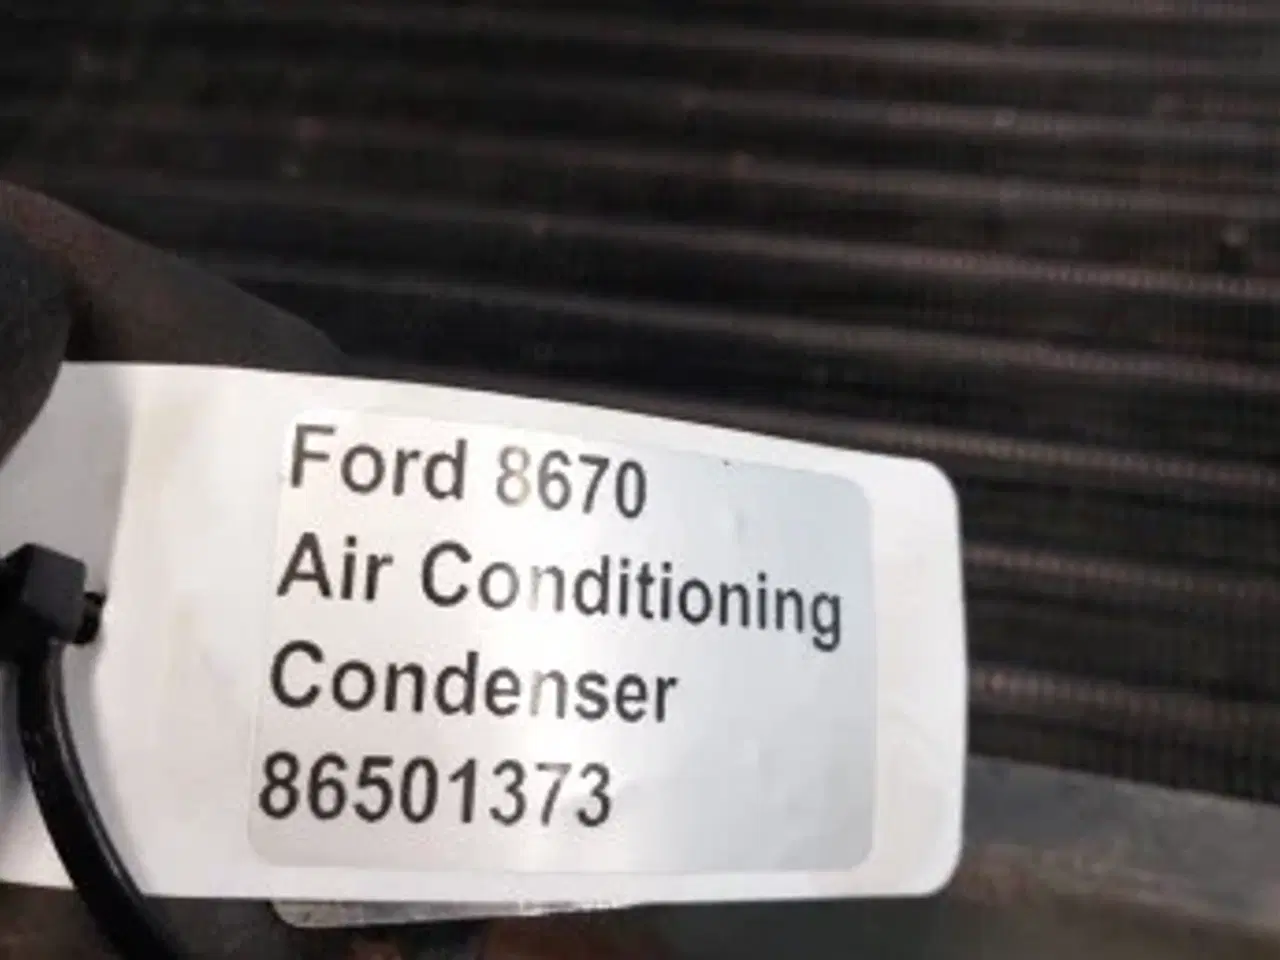 Ford 8670
Air Conditioning
Condenser
86501373